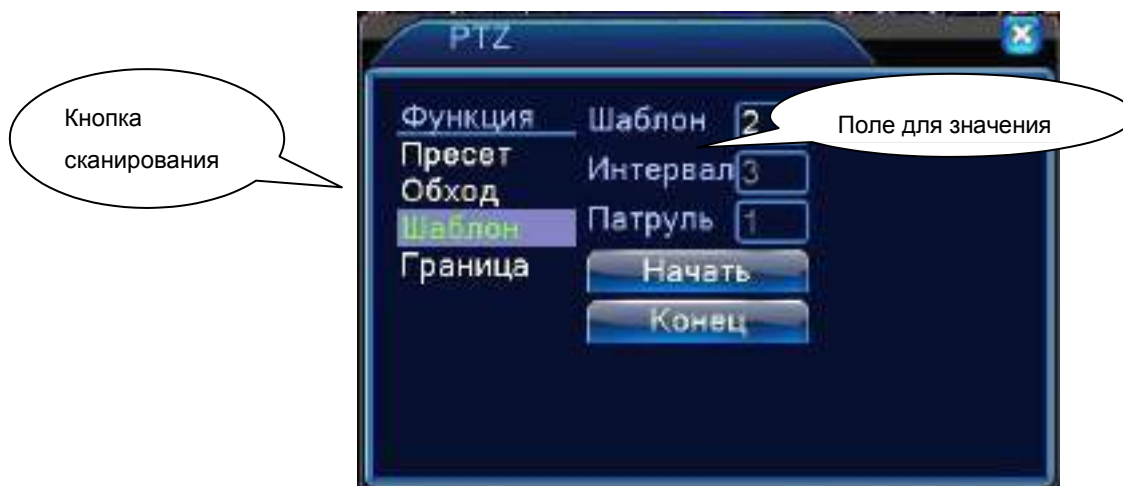 PTZ
Кнопка
сканирования
Функция
Пресет
Обход
Шаблон
Граница
Шаблон 2
Интервал 3
Патруль 1
Начать
Конец
Поле для значения